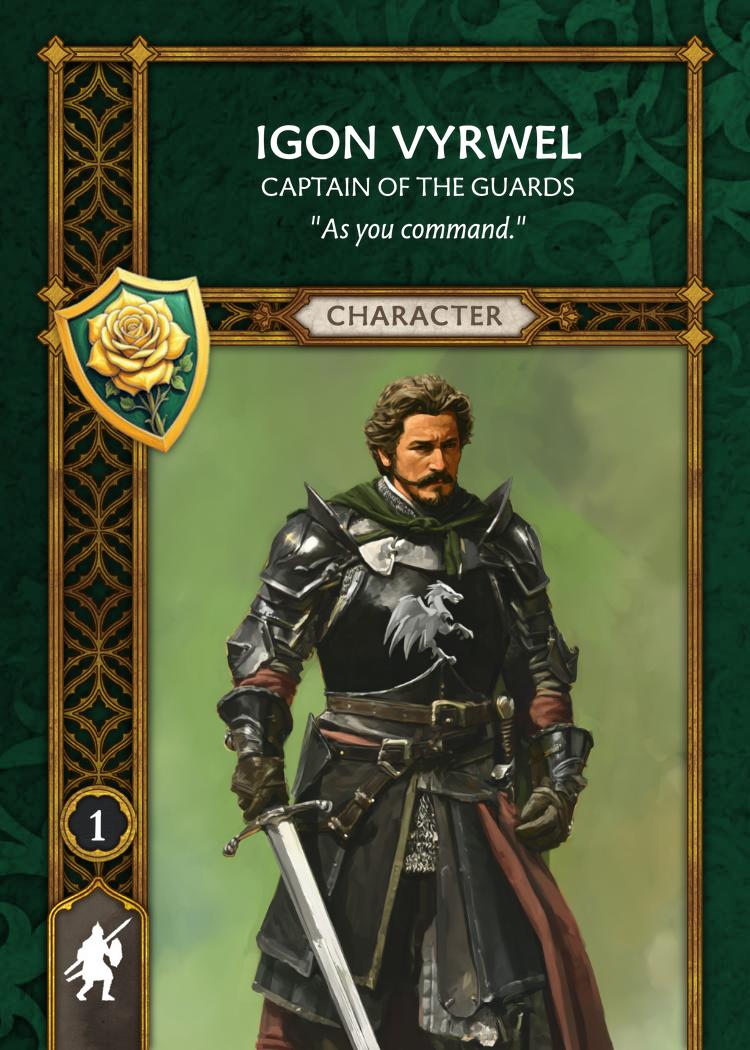 IGON VYRWEL
CAPTAIN OF THE GUARDS
"As you command."
CHARACTER
1